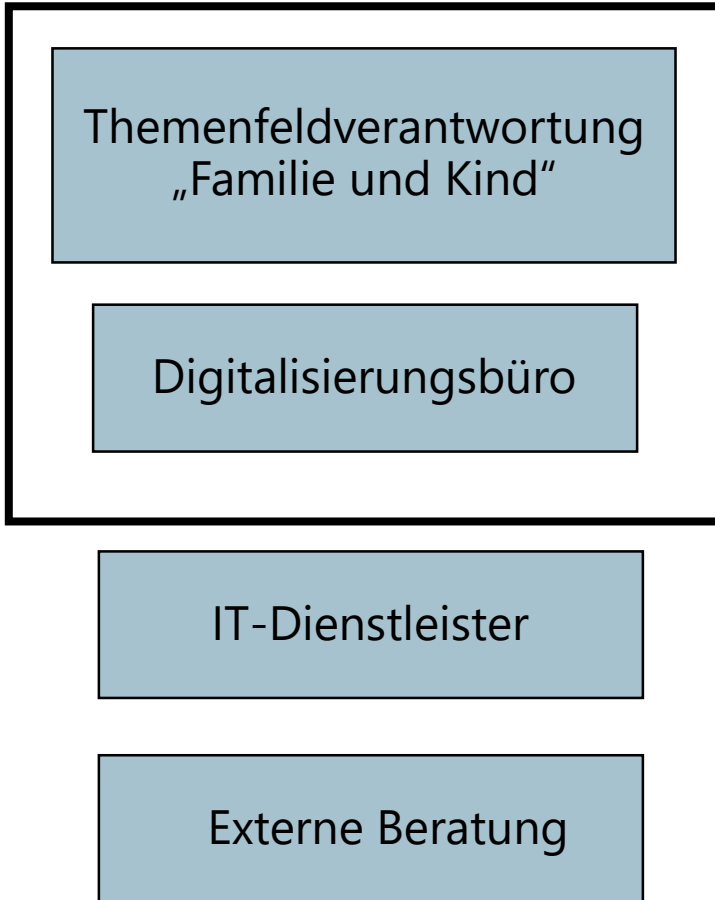 Themenfeldverantwortung
„Familie und Kind“
Digitalisierungsbüro
IT-Dienstleister
Externe Beratung